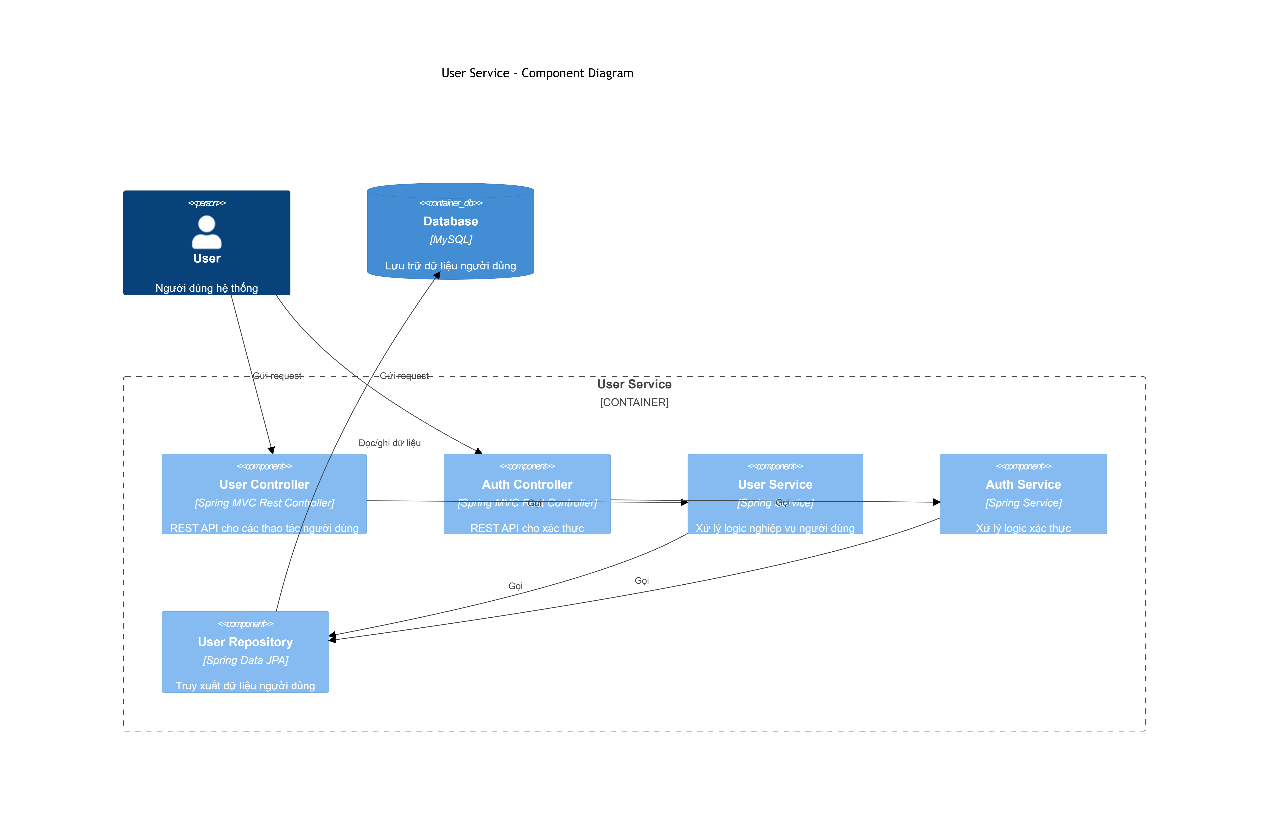 User Service - Component Diagram
<<person>>
User
Người dùng hệ thống
<<container_db>>
Database
[MySQL]
Lưu trữ dữ liệu người dùng
Gửi request
Gửi request
User Service
[CONTAINER]
Đọc/ghi dữ liệu
<<component>>
User Controller
[Spring MVC Rest Controller]
REST API cho các thao tác người dùng
<<component>>
Auth Controller
[Spring MVC Rest Controller]
REST API cho xác thực
Gọi
<<component>>
User Service
[Spring Service]
Xử lý logic nghiệp vụ người dùng
Gọi
<<component>>
Auth Service
[Spring Service]
Xử lý logic xác thực
Gọi
Gọi
<<component>>
User Repository
[Spring Data JPA]
Truy xuất dữ liệu người dùng